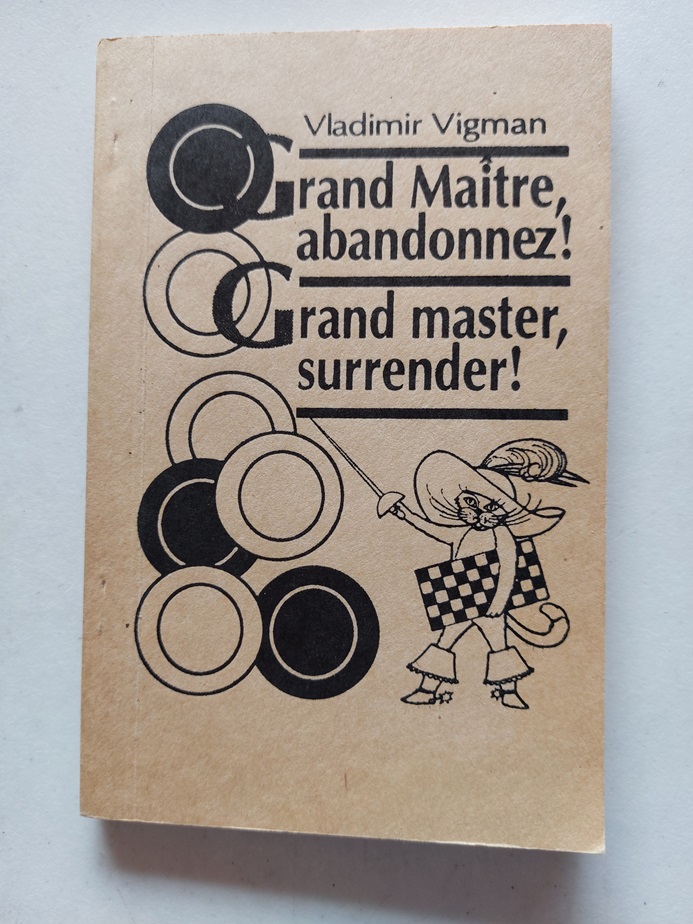 Vladimir Vigman
Grand Maître,
abandonnez!
Grand master,
surrender!